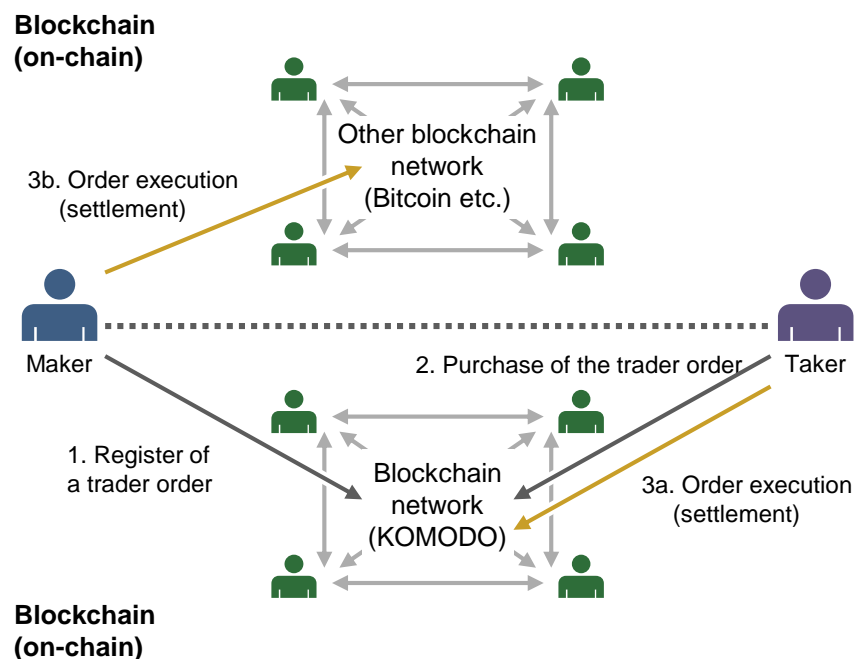 Blockchain
(on-chain)
Other blockchain
network
(Bitcoin etc.)
3b. Order execution
(settlement)
Maker
2. Purchase of the trader order
Taker
1. Register of
a trader order
Blockchain
network
(KOMODO)
3a. Order execution
(settlement)
Blockchain
(on-chain)